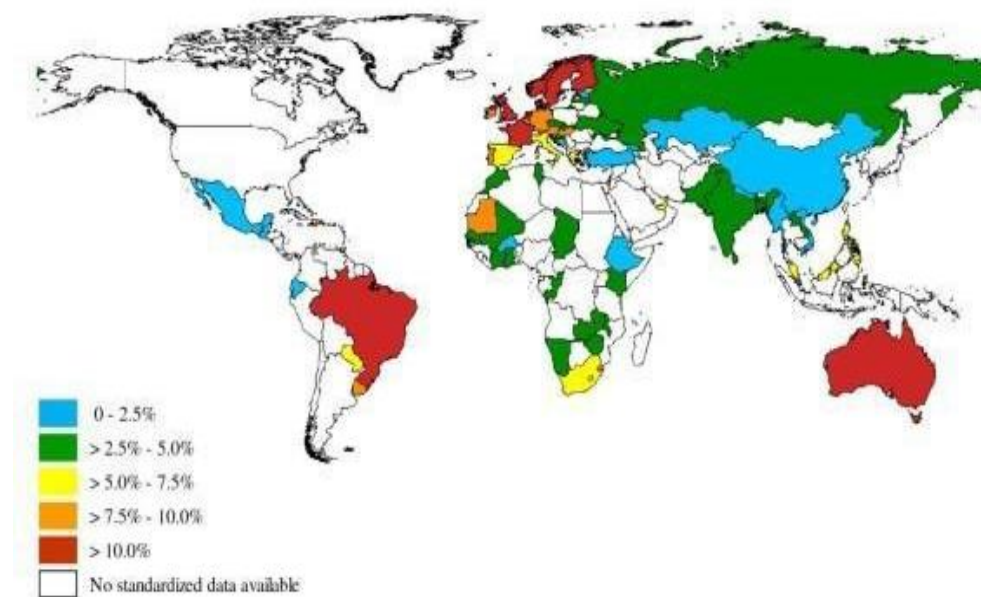 0 - 2.5%
> 2.5% - 5.0%
> 5.0% - 7.5%
> 7.5% - 10.0%
> 10.0%
No standardized data available